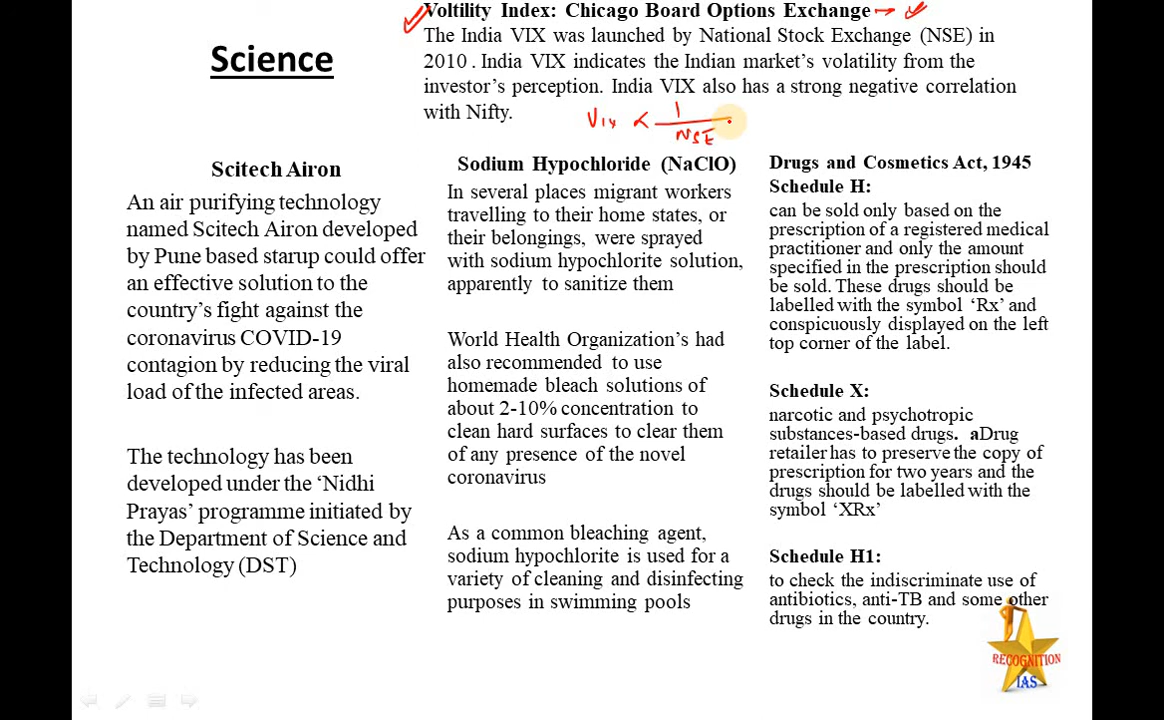 Science
Voltility Index: Chicago Board Options Exchange
The India VIX was launched by National Stock Exchange (NSE) in
2010 . India VIX indicates the Indian market's volatility from the
investor's perception. India VIX also has a strong negative correlation
with Nifty.
VIX ∝ 1
NSE
Scitech Airon
An air purifying technology
named Scitech Airon developed
by Pune based starup could offer
an effective solution to the
country's fight against the
coronavirus COVID-19
contagion by reducing the viral
load of the infected areas.
The technology has been
developed under the 'Nidhi
Prayas' programme initiated by
the Department of Science and
Technology (DST)
Sodium Hypochloride (NaClO)
In several places migrant workers
travelling to their home states, or
their belongings, were sprayed
with sodium hypochlorite solution,
apparently to sanitize them
World Health Organization's had
also recommended to use
homemade bleach solutions of
about 2-10% concentration to
clean hard surfaces to clear them
of any presence of the novel
coronavirus
As a common bleaching agent,
sodium hypochlorite is used for a
variety of cleaning and disinfecting
purposes in swimming pools
Drugs and Cosmetics Act, 1945
Schedule H:
can be sold only based on the
prescription of a registered medical
practitioner and only the amount
specified in the prescription should
be sold. These drugs should be
labelled with the symbol 'Rx' and
conspicuously displayed on the left
top corner of the label.
Schedule X:
narcotic and psychotropic
substances-based drugs. aDrug
retailer has to preserve the copy of
prescription for two years and the
drugs should be labelled with the
symbol 'XRx'
Schedule H1:
to check the indiscriminate use of
antibiotics, anti-TB and some other
drugs in the country.
RECOGNITION
IAS